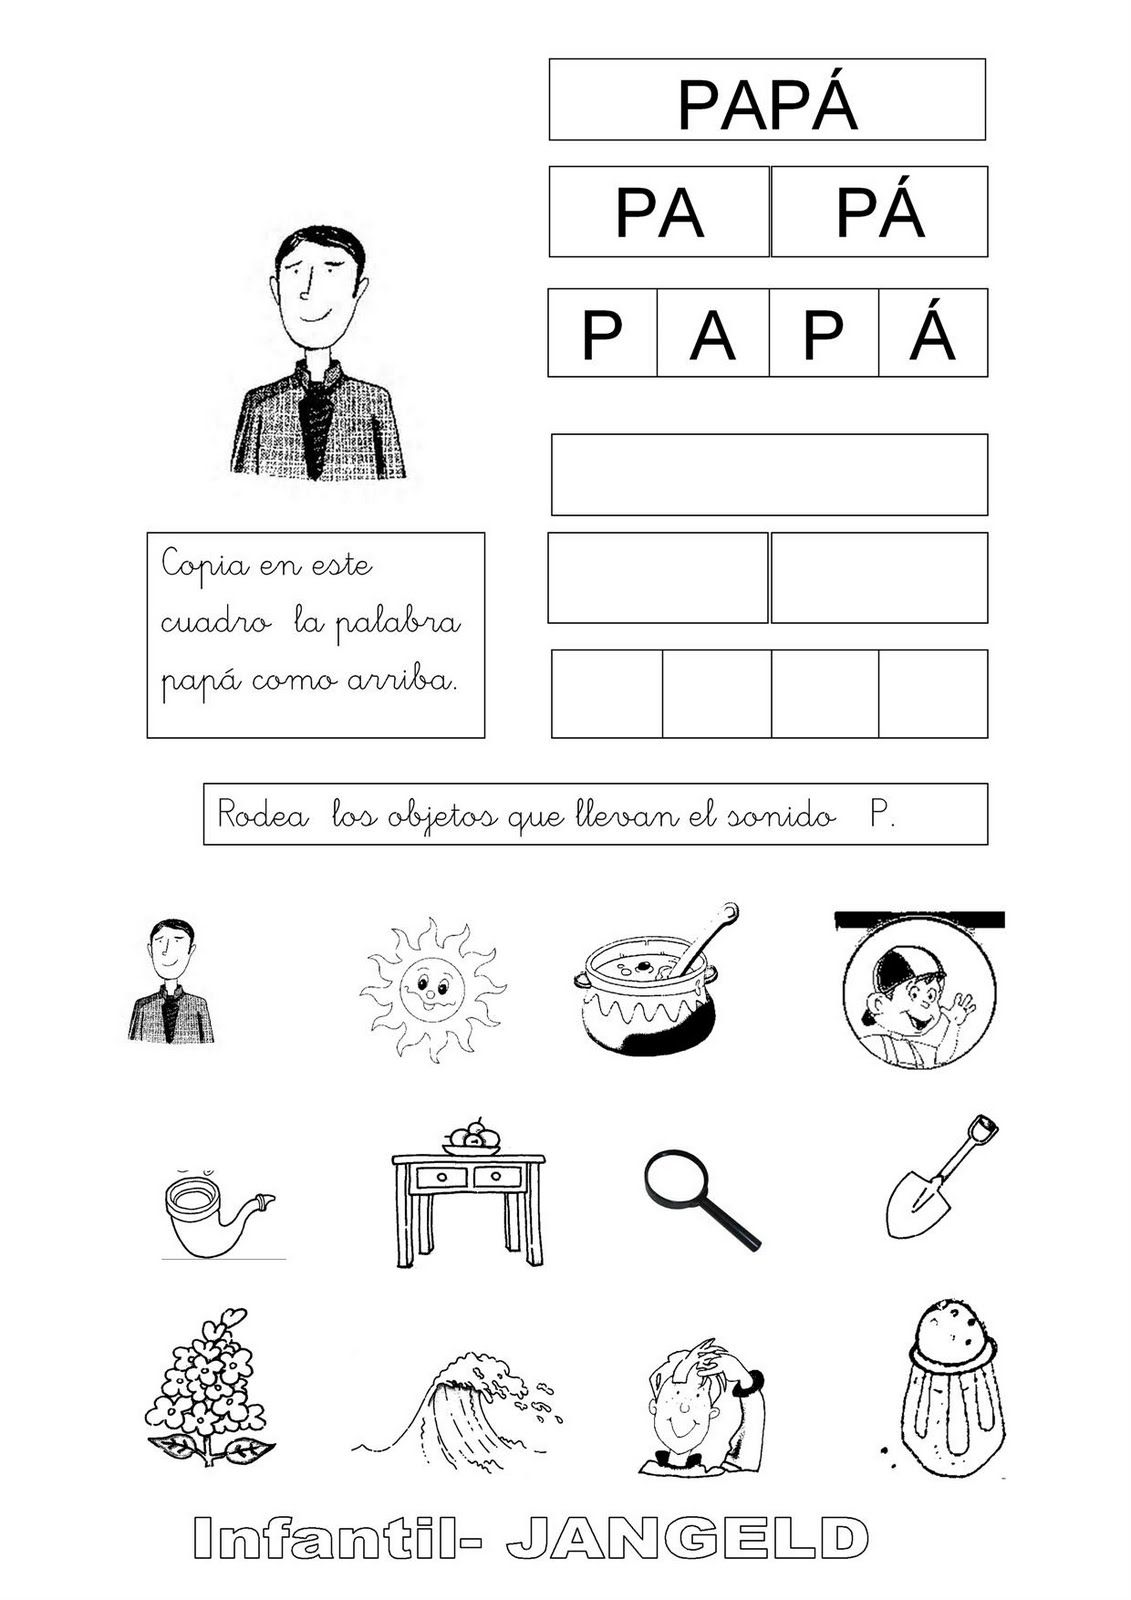 PAPÁ
PA PÁ
P A P Á
Copia en este
cuadro la palabra
papá como arriba.
Rodea los objetos que llevan el sonido P.
Infantil- JANGELD